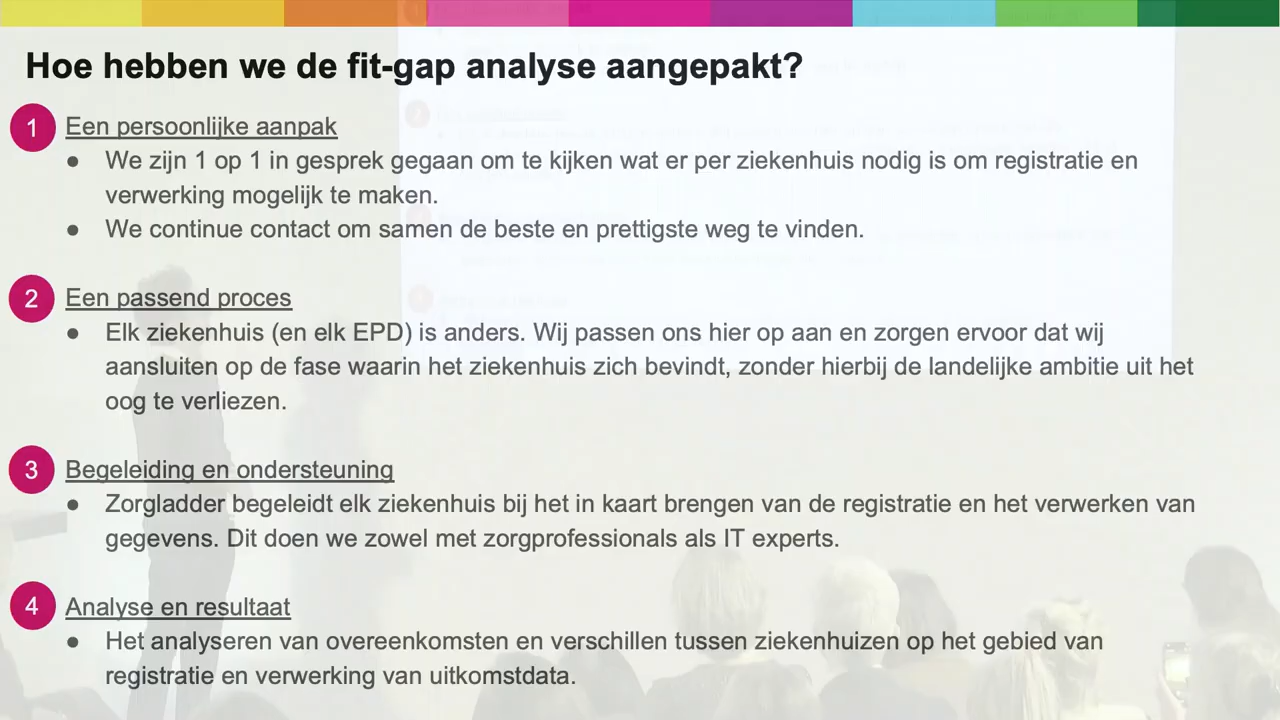 Hoe hebben we de fit-gap analyse aangepakt?
1 Een persoonlijke aanpak
● We zijn 1 op 1 in gesprek gegaan om te kijken wat er per ziekenhuis nodig is om registratie en
verwerking mogelijk te maken.
● We continue contact om samen de beste en prettigste weg te vinden.
2 Een passend proces
● Elk ziekenhuis (en elk EPD) is anders. Wij passen ons hier op aan en zorgen ervoor dat wij
aansluiten op de fase waarin het ziekenhuis zich bevindt, zonder hierbij de landelijke ambitie uit het
oog te verliezen.
3 Begeleiding en ondersteuning
● Zorgladder begeleidt elk ziekenhuis bij het in kaart brengen van de registratie en het verwerken van
gegevens. Dit doen we zowel met zorgprofessionals als IT experts.
4 Analyse en resultaat
● Het analyseren van overeenkomsten en verschillen tussen ziekenhuizen op het gebied van
registratie en verwerking van uitkomstdata.